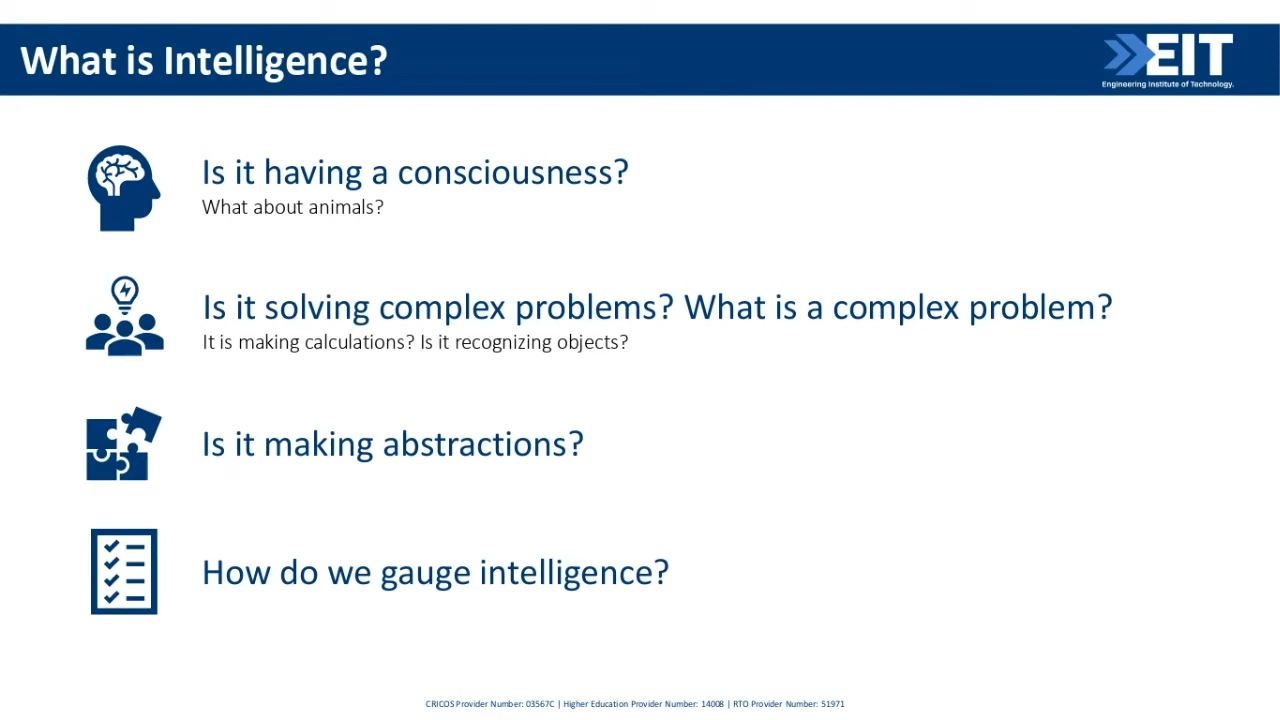 What is Intelligence?
EIT
Engineering Institute of Technology.
Is it having a consciousness?
What about animals?
Is it solving complex problems? What is a complex problem?
It is making calculations? Is it recognizing objects?
Is it making abstractions?
How do we gauge intelligence?
CRICOS Provider Number: 03567C | Higher Education Provider Number: 14008 | RTO Provider Number: 51971